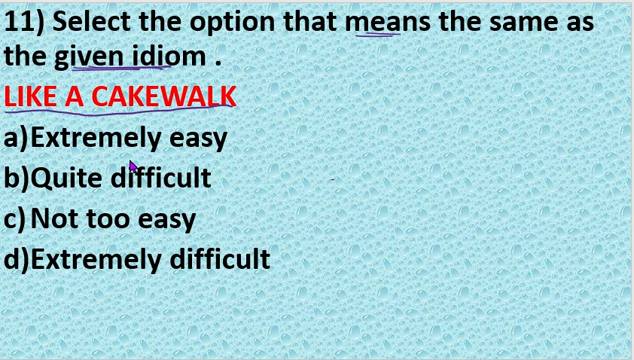 11) Select the option that means the same as
the given idiom .
LIKE A CAKEWALK
a)Extremely easy
b)Quite difficult
c) Not too easy
d)Extremely difficult